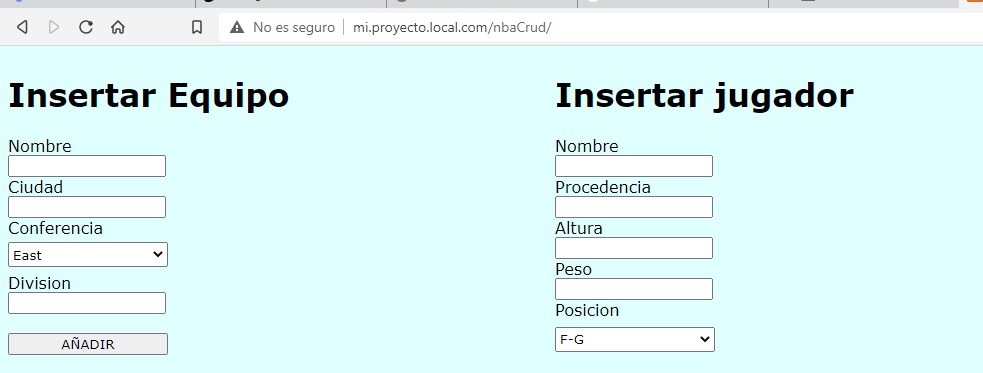 No es seguro mi.proyecto.local.com/nbaCrud/
Insertar Equipo
Nombre
Ciudad
Conferencia
East
Division
AÑADIR
Insertar jugador
Nombre
Procedencia
Altura
Peso
Posicion
F-G